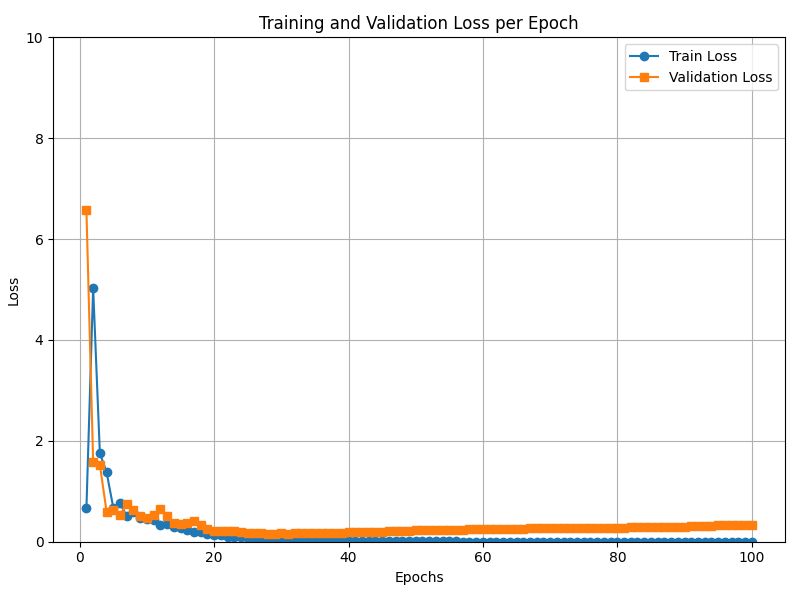 Training and Validation Loss per Epoch
Train Loss
Validation Loss
10
8
6
4
2
0
Loss
0 20 40 60 80 100
Epochs